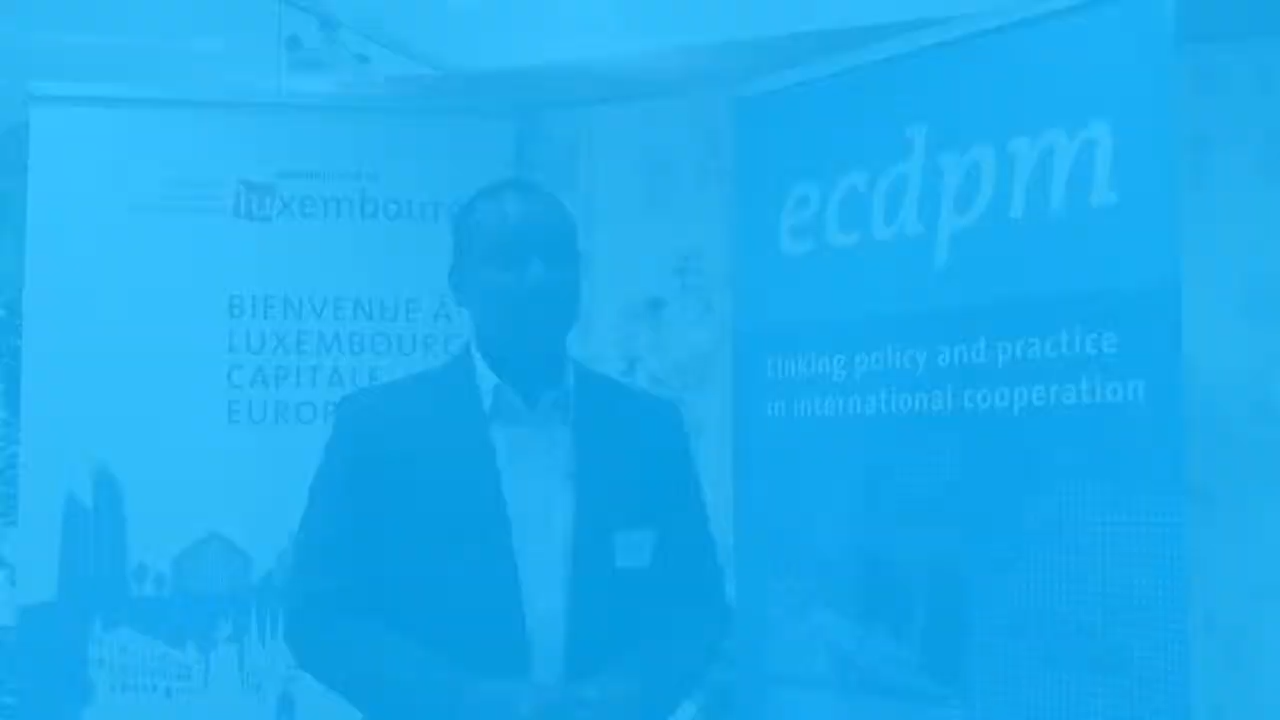 luxembourg
BIENVENUE À
LUXEMBOURG
CAPITALE
EUROP
ecdpm
Linking policy and practice
in international cooperation